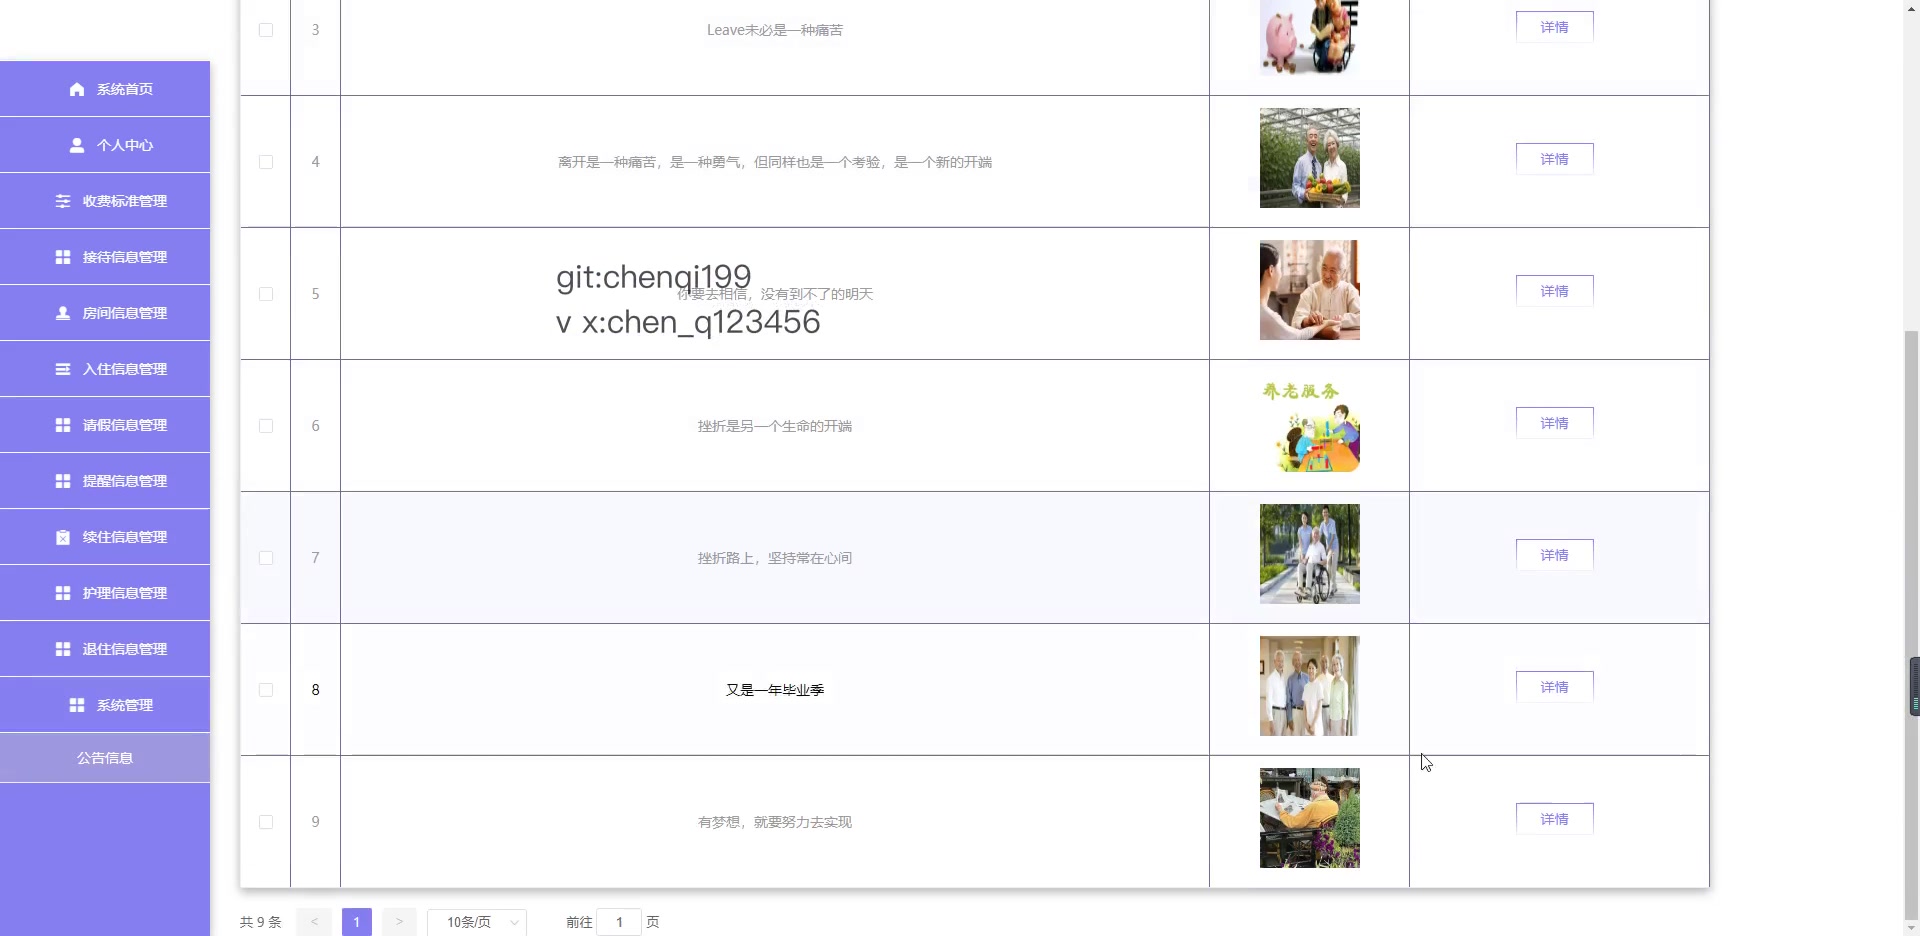 3
Leave未必是一种痛苦
详情
系统首页
个人中心
收费标准管理
接待信息管理
房间信息管理
入住信息管理
请假信息管理
提醒信息管理
续住信息管理
护理信息管理
退住信息管理
系统管理
公告信息
4
离开是一种痛苦，是一种勇气，但同样也是一个考验，是一个新的开端
详情
git:chenqi199
5
你要去相信，没有到不了的明天
详情
v x:chen_q123456
养老服务
6
挫折是另一个生命的开端
详情
7
挫折路上，坚持常在心间
详情
8
又是一年毕业季
详情
9
有梦想，就要努力去实现
详情
共 9 条
<
1
>
10条/页
前往 1 页